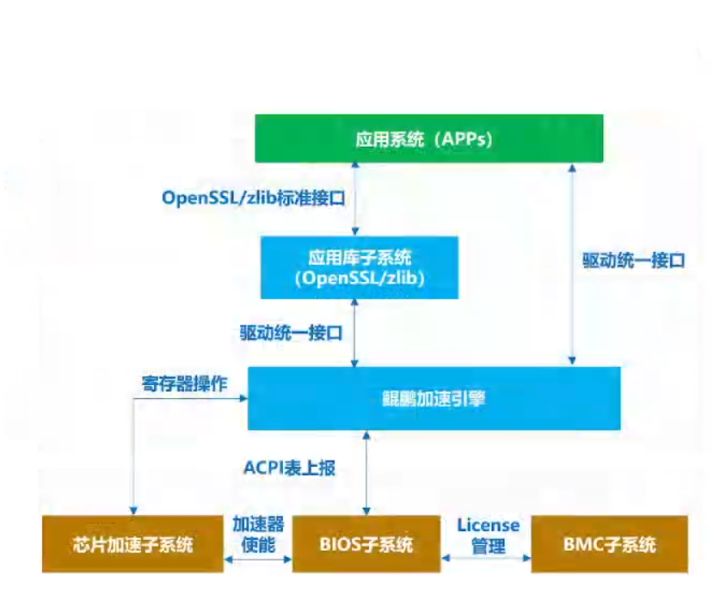 应用系统（APPs）
OpenSSL/zlib标准接口
应用库子系统
（OpenSSL/zlib）
驱动统一接口
驱动统一接口
寄存器操作
鲲鹏加速引擎
ACPI表上报
芯片加速子系统
加速器
使能
BIOS子系统
License
管理
BMC子系统